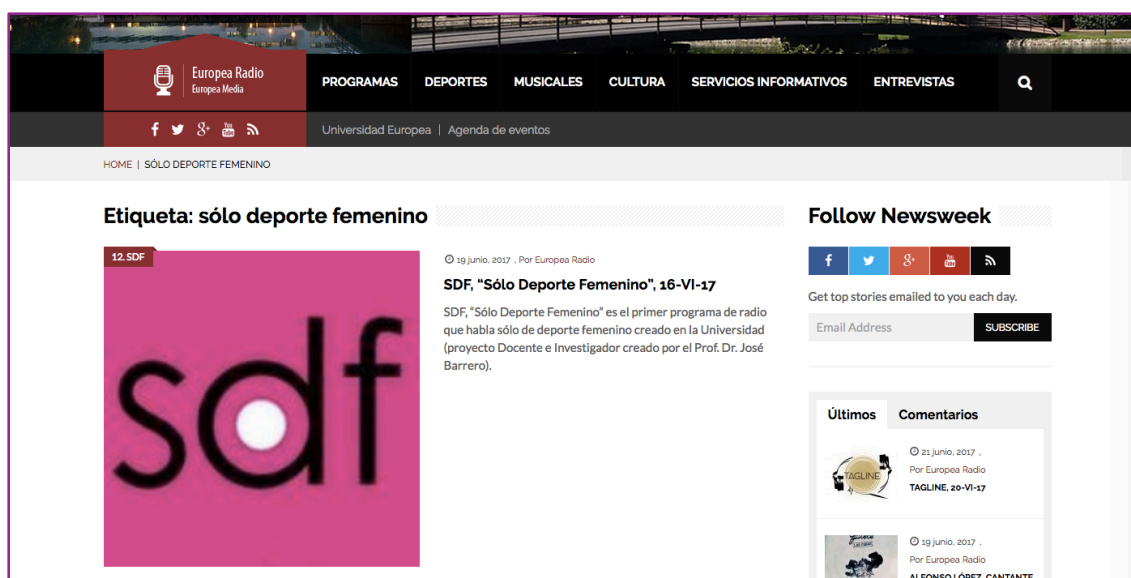 Europea Radio
Europea Media
PROGRAMAS
DEPORTES
MUSICALES
CULTURA
SERVICIOS INFORMATIVOS
ENTREVISTAS
You
Tube
Universidad Europea | Agenda de eventos
HOME | SÓLO DEPORTE FEMENINO
Etiqueta: sólo deporte femenino
12. SDF
sdf
19 junio, 2017 , Por Europea Radio
SDF, “Sólo Deporte Femenino”, 16-VI-17
SDF, “Sólo Deporte Femenino” es el primer programa de radio
que habla sólo de deporte femenino creado en la Universidad
(proyecto Docente e Investigador creado por el Prof. Dr. José
Barrero).
Follow Newsweek
Get top stories emailed to you each day.
Email Address
SUBSCRIBE
Últimos
Comentarios
TAGLINE
21 junio, 2017 ,
Por Europea Radio
TAGLINE, 20-VI-17
19 junio, 2017 ,
Por Europea Radio
ALFONSO LÓPEZ, CANTANTE